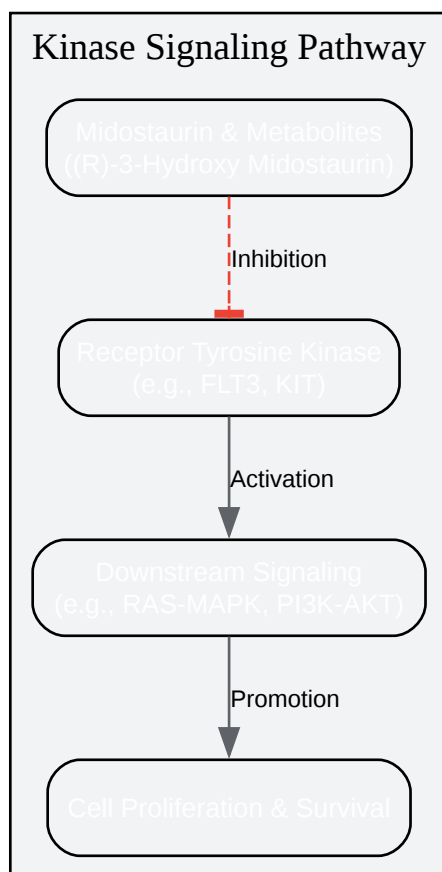 Kinase Signaling Pathway
Midostaurin & Metabolites
((R)-3-Hydroxy Midostaurin)
Inhibition
Receptor Tyrosine Kinase
(e.g., FLT3, KIT)
Activation
Downstream Signaling
(e.g., RAS-MAPK, PI3K-AKT)
Promotion
Cell Proliferation & Survival